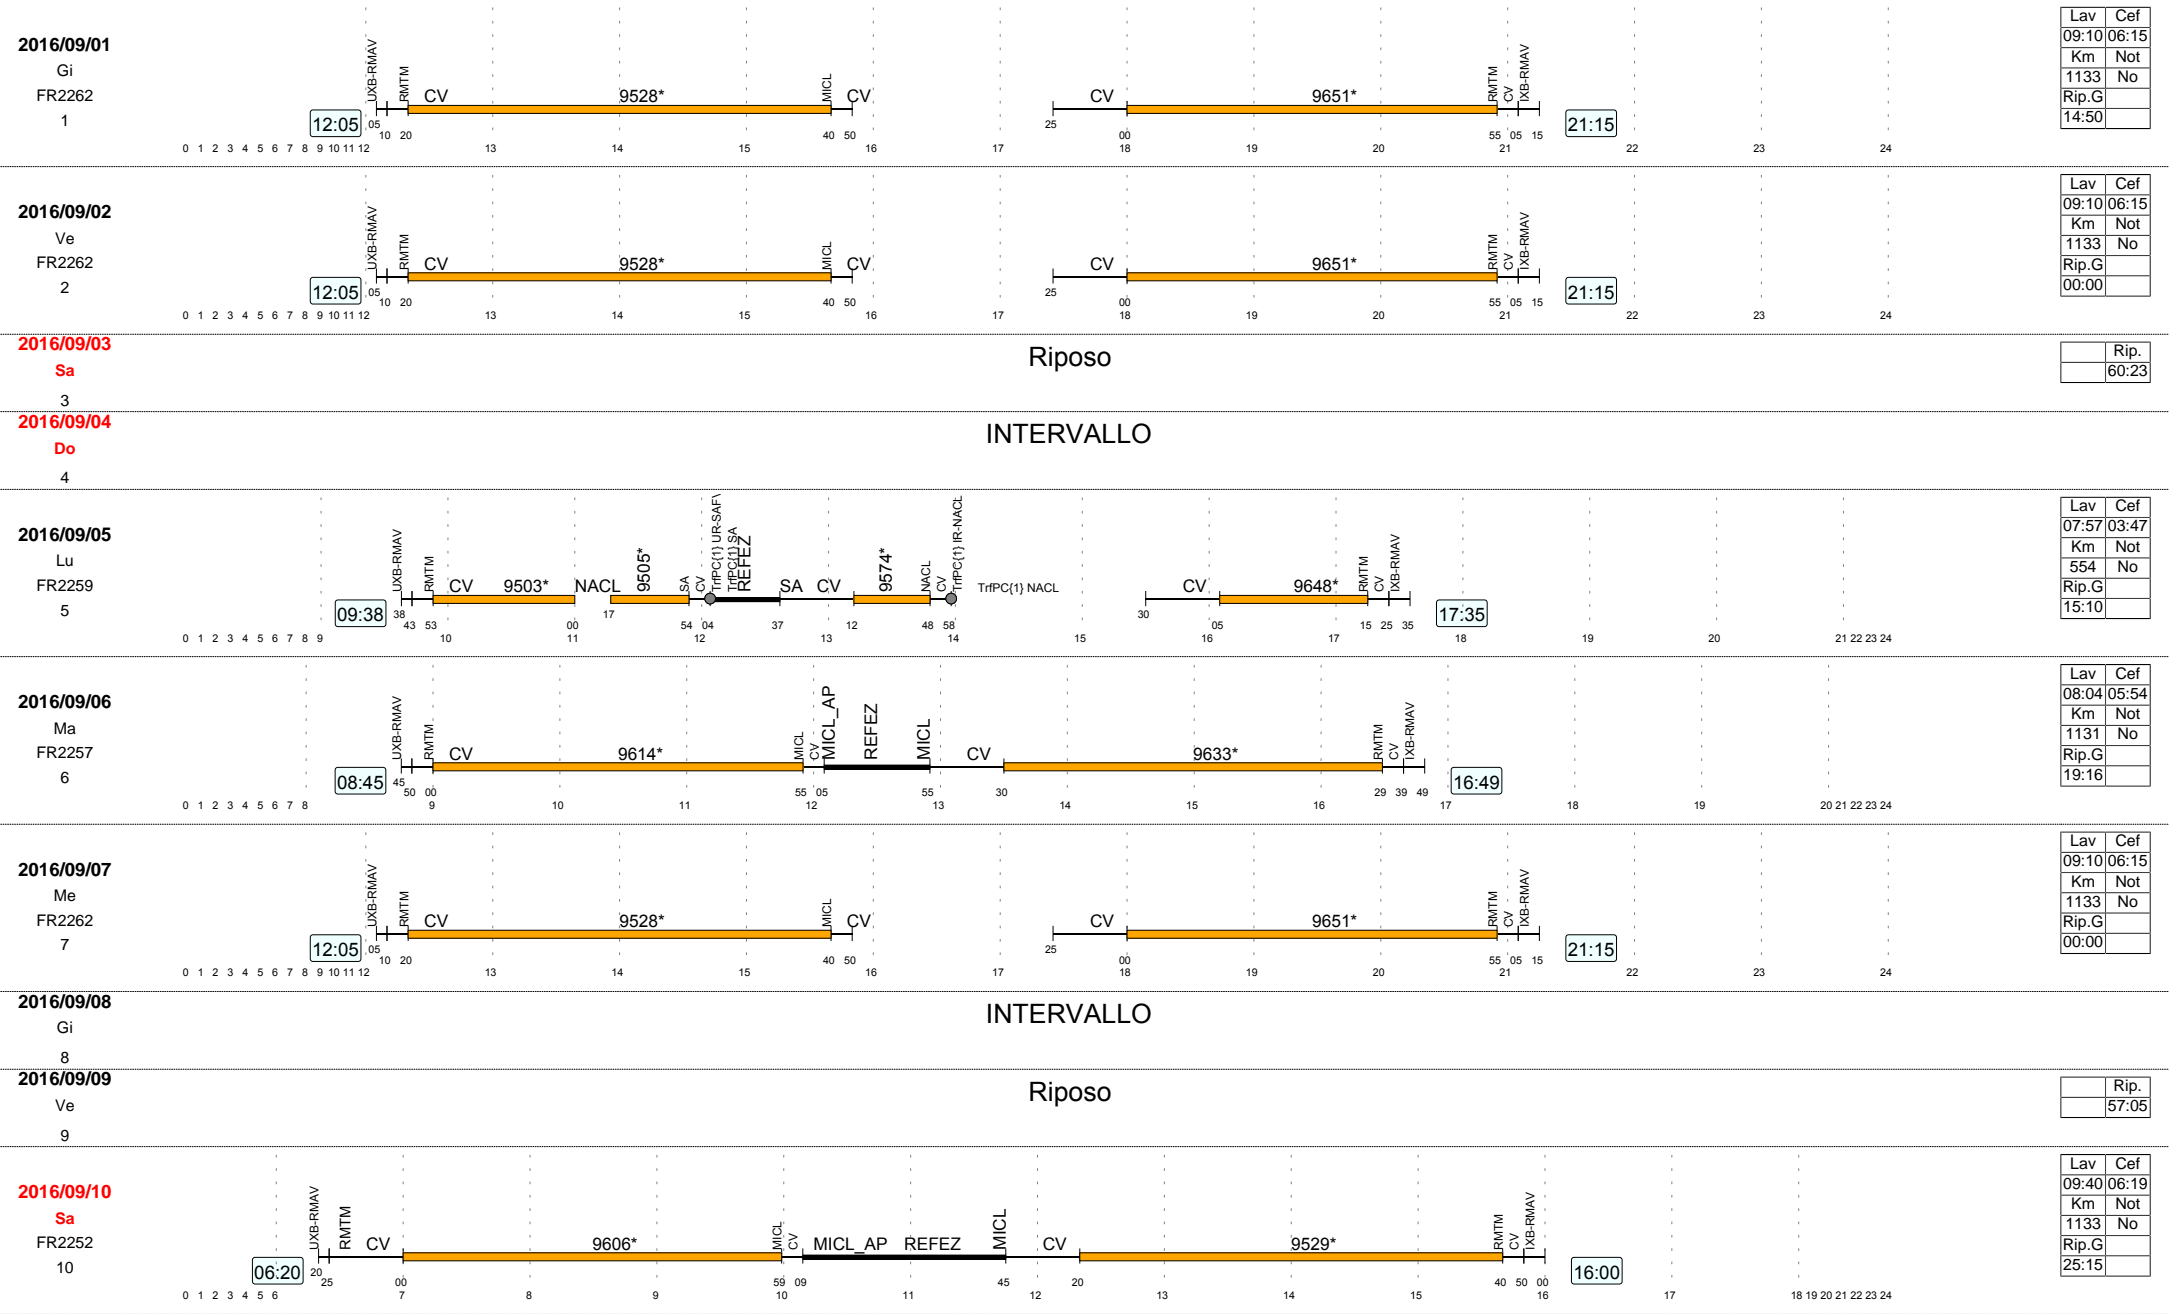 2016/09/01
Gi
FR2262
1
12:05
UXB-RMAV RMTM CV 9528* MICL CV CV 9651* RMTM CV IXB-RMAV
05 10 20 40 50 25 00 55 05 15
21:15
0 1 2 3 4 5 6 7 8 9 10 11 12 13 14 15 16 17 18 19 20 21 22 23 24
Lav Cef
09:10 06:15
Km Not
1133 No
Rip.G
14:50
2016/09/02
Ve
FR2262
2
12:05
UXB-RMAV RMTM CV 9528* MICL CV CV 9651* RMTM CV IXB-RMAV
05 10 20 40 50 25 00 55 05 15
21:15
0 1 2 3 4 5 6 7 8 9 10 11 12 13 14 15 16 17 18 19 20 21 22 23 24
Lav Cef
09:10 06:15
Km Not
1133 No
Rip.G
00:00
2016/09/03
Sa
3
Riposo
Rip.
60:23
2016/09/04
Do
4
INTERVALLO
2016/09/05
Lu
FR2259
5
09:38
UXB-RMAV RMTM CV 9503* NACL 9505* SA CV TrfPC{1} UR-SAF TrfPC{1} SA REFEZ SA CV 9574* NACL CV TrfPC{1} IR-NACL TrfPC{1} NACL CV 9648* RMTM CV IXB-RMAV
38 43 53 00 17 54 04 37 12 48 58 30 05 15 25 35
17:35
0 1 2 3 4 5 6 7 8 9 10 11 12 13 14 15 16 17 18 19 20 21 22 23 24
Lav Cef
07:57 03:47
Km Not
554 No
Rip.G
15:10
2016/09/06
Ma
FR2257
6
08:45
UXB-RMAV RMTM CV 9614* MICL CV MICL_AP REFEZ MICL CV 9633* RMTM CV IXB-RMAV
45 50 00 55 05 55 30 29 39 49
16:49
0 1 2 3 4 5 6 7 8 9 10 11 12 13 14 15 16 17 18 19 20 21 22 23 24
Lav Cef
08:04 05:54
Km Not
1131 No
Rip.G
19:16
2016/09/07
Me
FR2262
7
12:05
UXB-RMAV RMTM CV 9528* MICL CV CV 9651* RMTM CV IXB-RMAV
05 10 20 40 50 25 00 55 05 15
21:15
0 1 2 3 4 5 6 7 8 9 10 11 12 13 14 15 16 17 18 19 20 21 22 23 24
Lav Cef
09:10 06:15
Km Not
1133 No
Rip.G
00:00
2016/09/08
Gi
8
INTERVALLO
2016/09/09
Ve
9
Riposo
Rip.
57:05
2016/09/10
Sa
FR2252
10
06:20
UXB-RMAV RMTM CV 9606* MICL CV MICL_AP REFEZ MICL CV 9529* RMTM CV IXB-RMAV
20 25 00 59 09 45 20 40 50 00
16:00
0 1 2 3 4 5 6 7 8 9 10 11 12 13 14 15 16 17 18 19 20 21 22 23 24
Lav Cef
09:40 06:19
Km Not
1133 No
Rip.G
25:15